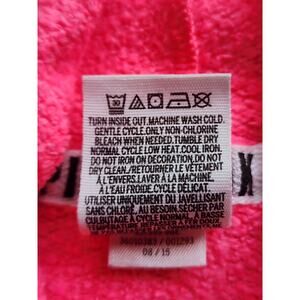 30
TURN INSIDE OUT.MACHINE WASH COLD.
GENTLE CYCLE.ONLY NON-CHLORINE
BLEACH WHEN NEEDED.TUMBLE DRY
NORMAL CYCLE LOW HEAT.COOL IRON.
DO NOT IRON ON DECORATION.DO NOT
DRY CLEAN./RETOURNER LE VÊTEMENT
À L'ENVERS.LAVER À LA MACHINE.
À L'EAU FROIDE.CYCLE DÉLICAT.
UTILISER UNIQUEMENT DU JAVELLISANT
SANS CHLORE, AU BESOIN.SÉCHER PAR
CULBUTAGE À CYCLE NORMAL, À BASSE
08 / 15
X